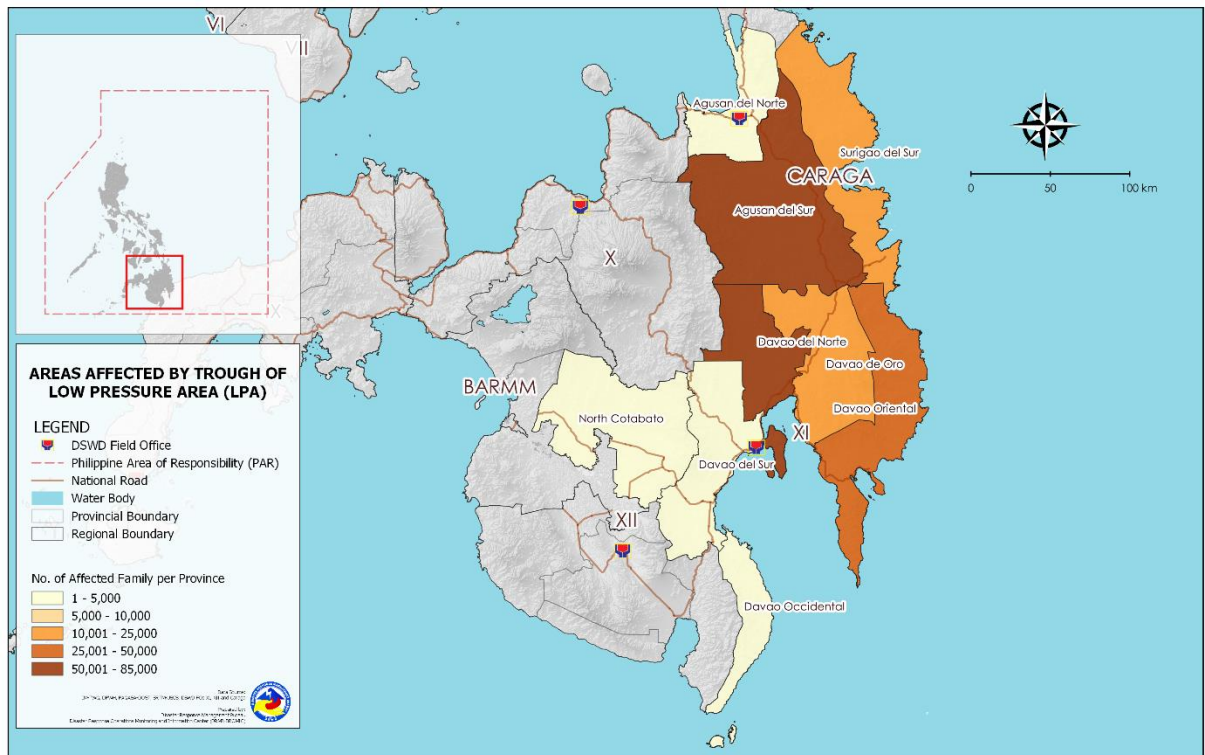 VI
VII
X
AREAS AFFECTED BY TROUGH OF
LOW PRESSURE AREA (LPA)
LEGEND
DSWD Field Office
Philippine Area of Responsibility (PAR)
National Road
Water Body
Provincial Boundary
Regional Boundary
No. of Affected Family per Province
1 - 5,000
5,000 - 10,000
10,001 - 25,000
25,001 - 50,000
50,001 - 85,000
Agusan del Norte
Surigao del Sur
CARAGA
Agusan del Sur
X
Davao del Norte
Davao de Oro
BARMM
Davao Oriental
North Cotabato
XI
Davao del Sur
XII
Davao Occidental
0 50 100 km